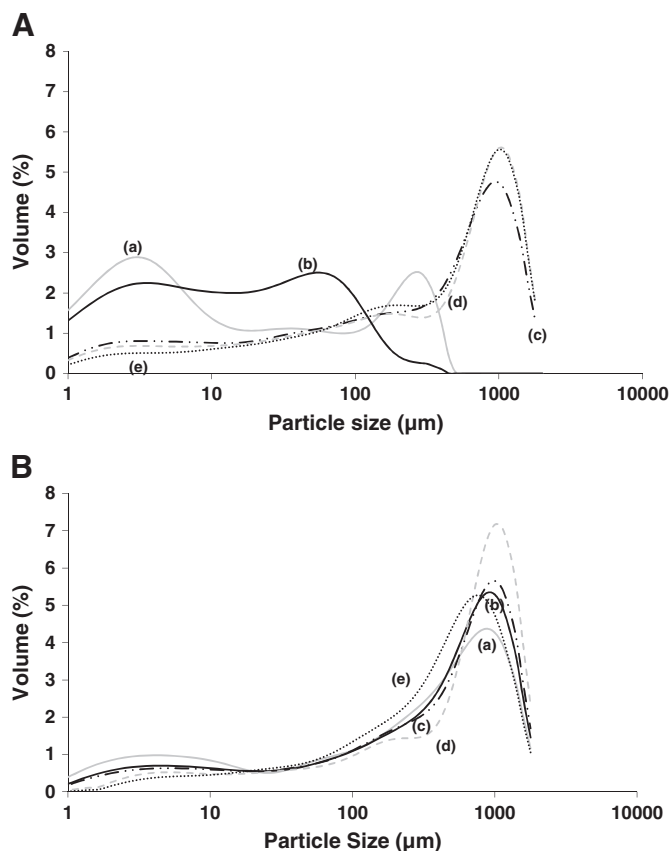 A
8
7
6
5
4
3
2
1
0
Volume (%)
(a)
(b)
(c)
(d)
(e)
1
10
100
1000
10000
Particle size (µm)
B
8
7
6
5
4
3
2
1
0
Volume (%)
(e)
(b)
(a)
(c)
(d)
1
10
100
1000
10000
Particle Size (µm)